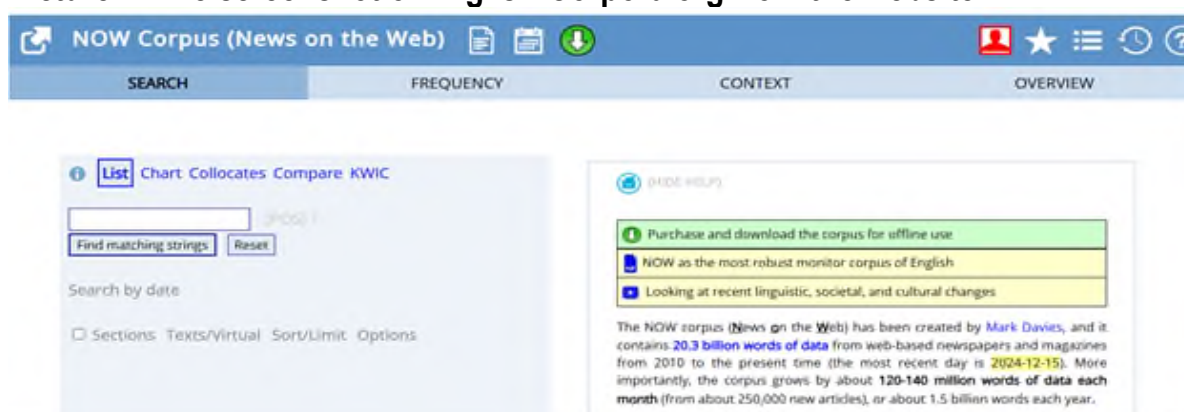 NOW Corpus (News on the Web)
SEARCH FREQUENCY CONTEXT OVERVIEW
List Chart Collocates Compare KWIC
[POS] ?
Find matching strings Reset
Search by date
Sections Texts/Virtual Sort/Limit Options
(HIDE HELP)
Purchase and download the corpus for offline use
NOW as the most robust monitor corpus of English
Looking at recent linguistic, societal, and cultural changes
The NOW corpus (News on the Web) has been created by Mark Davies, and it
contains 20.3 billion words of data from web-based newspapers and magazines
from 2010 to the present time (the most recent day is 2024-12-15). More
importantly, the corpus grows by about 120-140 million words of data each
month (from about 250,000 new articles), or about 1.5 billion words each year.